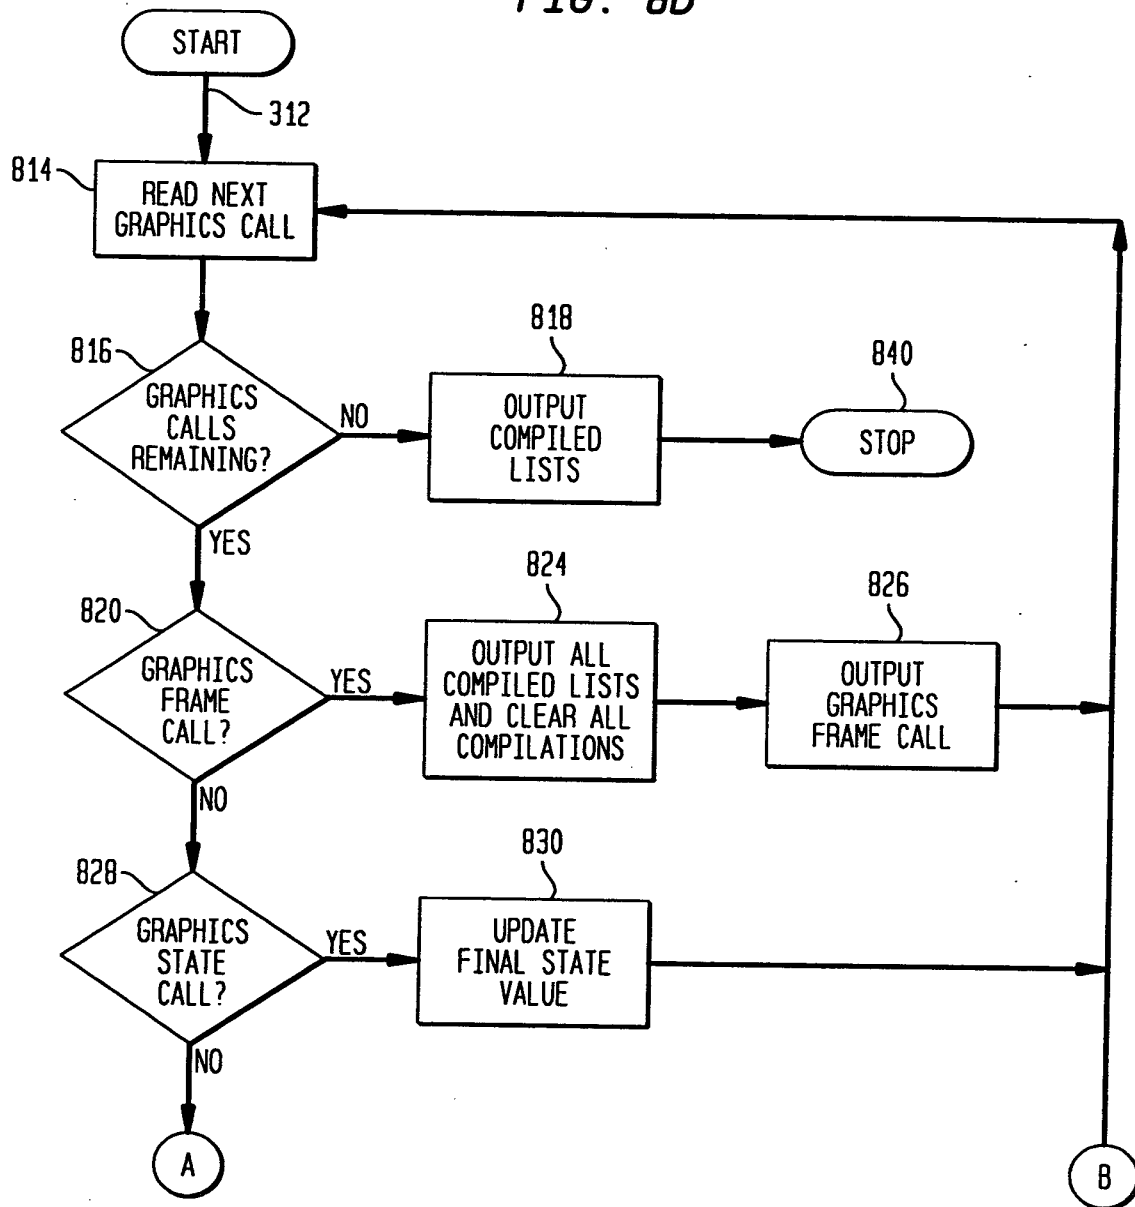 FIG. 8D
START
312
814
READ NEXT
GRAPHICS CALL
816
GRAPHICS
CALLS
REMAINING?
NO
818
OUTPUT
COMPILED
LISTS
840
STOP
YES
820
GRAPHICS
FRAME
CALL?
YES
824
OUTPUT ALL
COMPILED LISTS
AND CLEAR ALL
COMPILATIONS
826
OUTPUT
GRAPHICS
FRAME CALL
NO
828
GRAPHICS
STATE
CALL?
YES
830
UPDATE
FINAL STATE
VALUE
NO
A
B